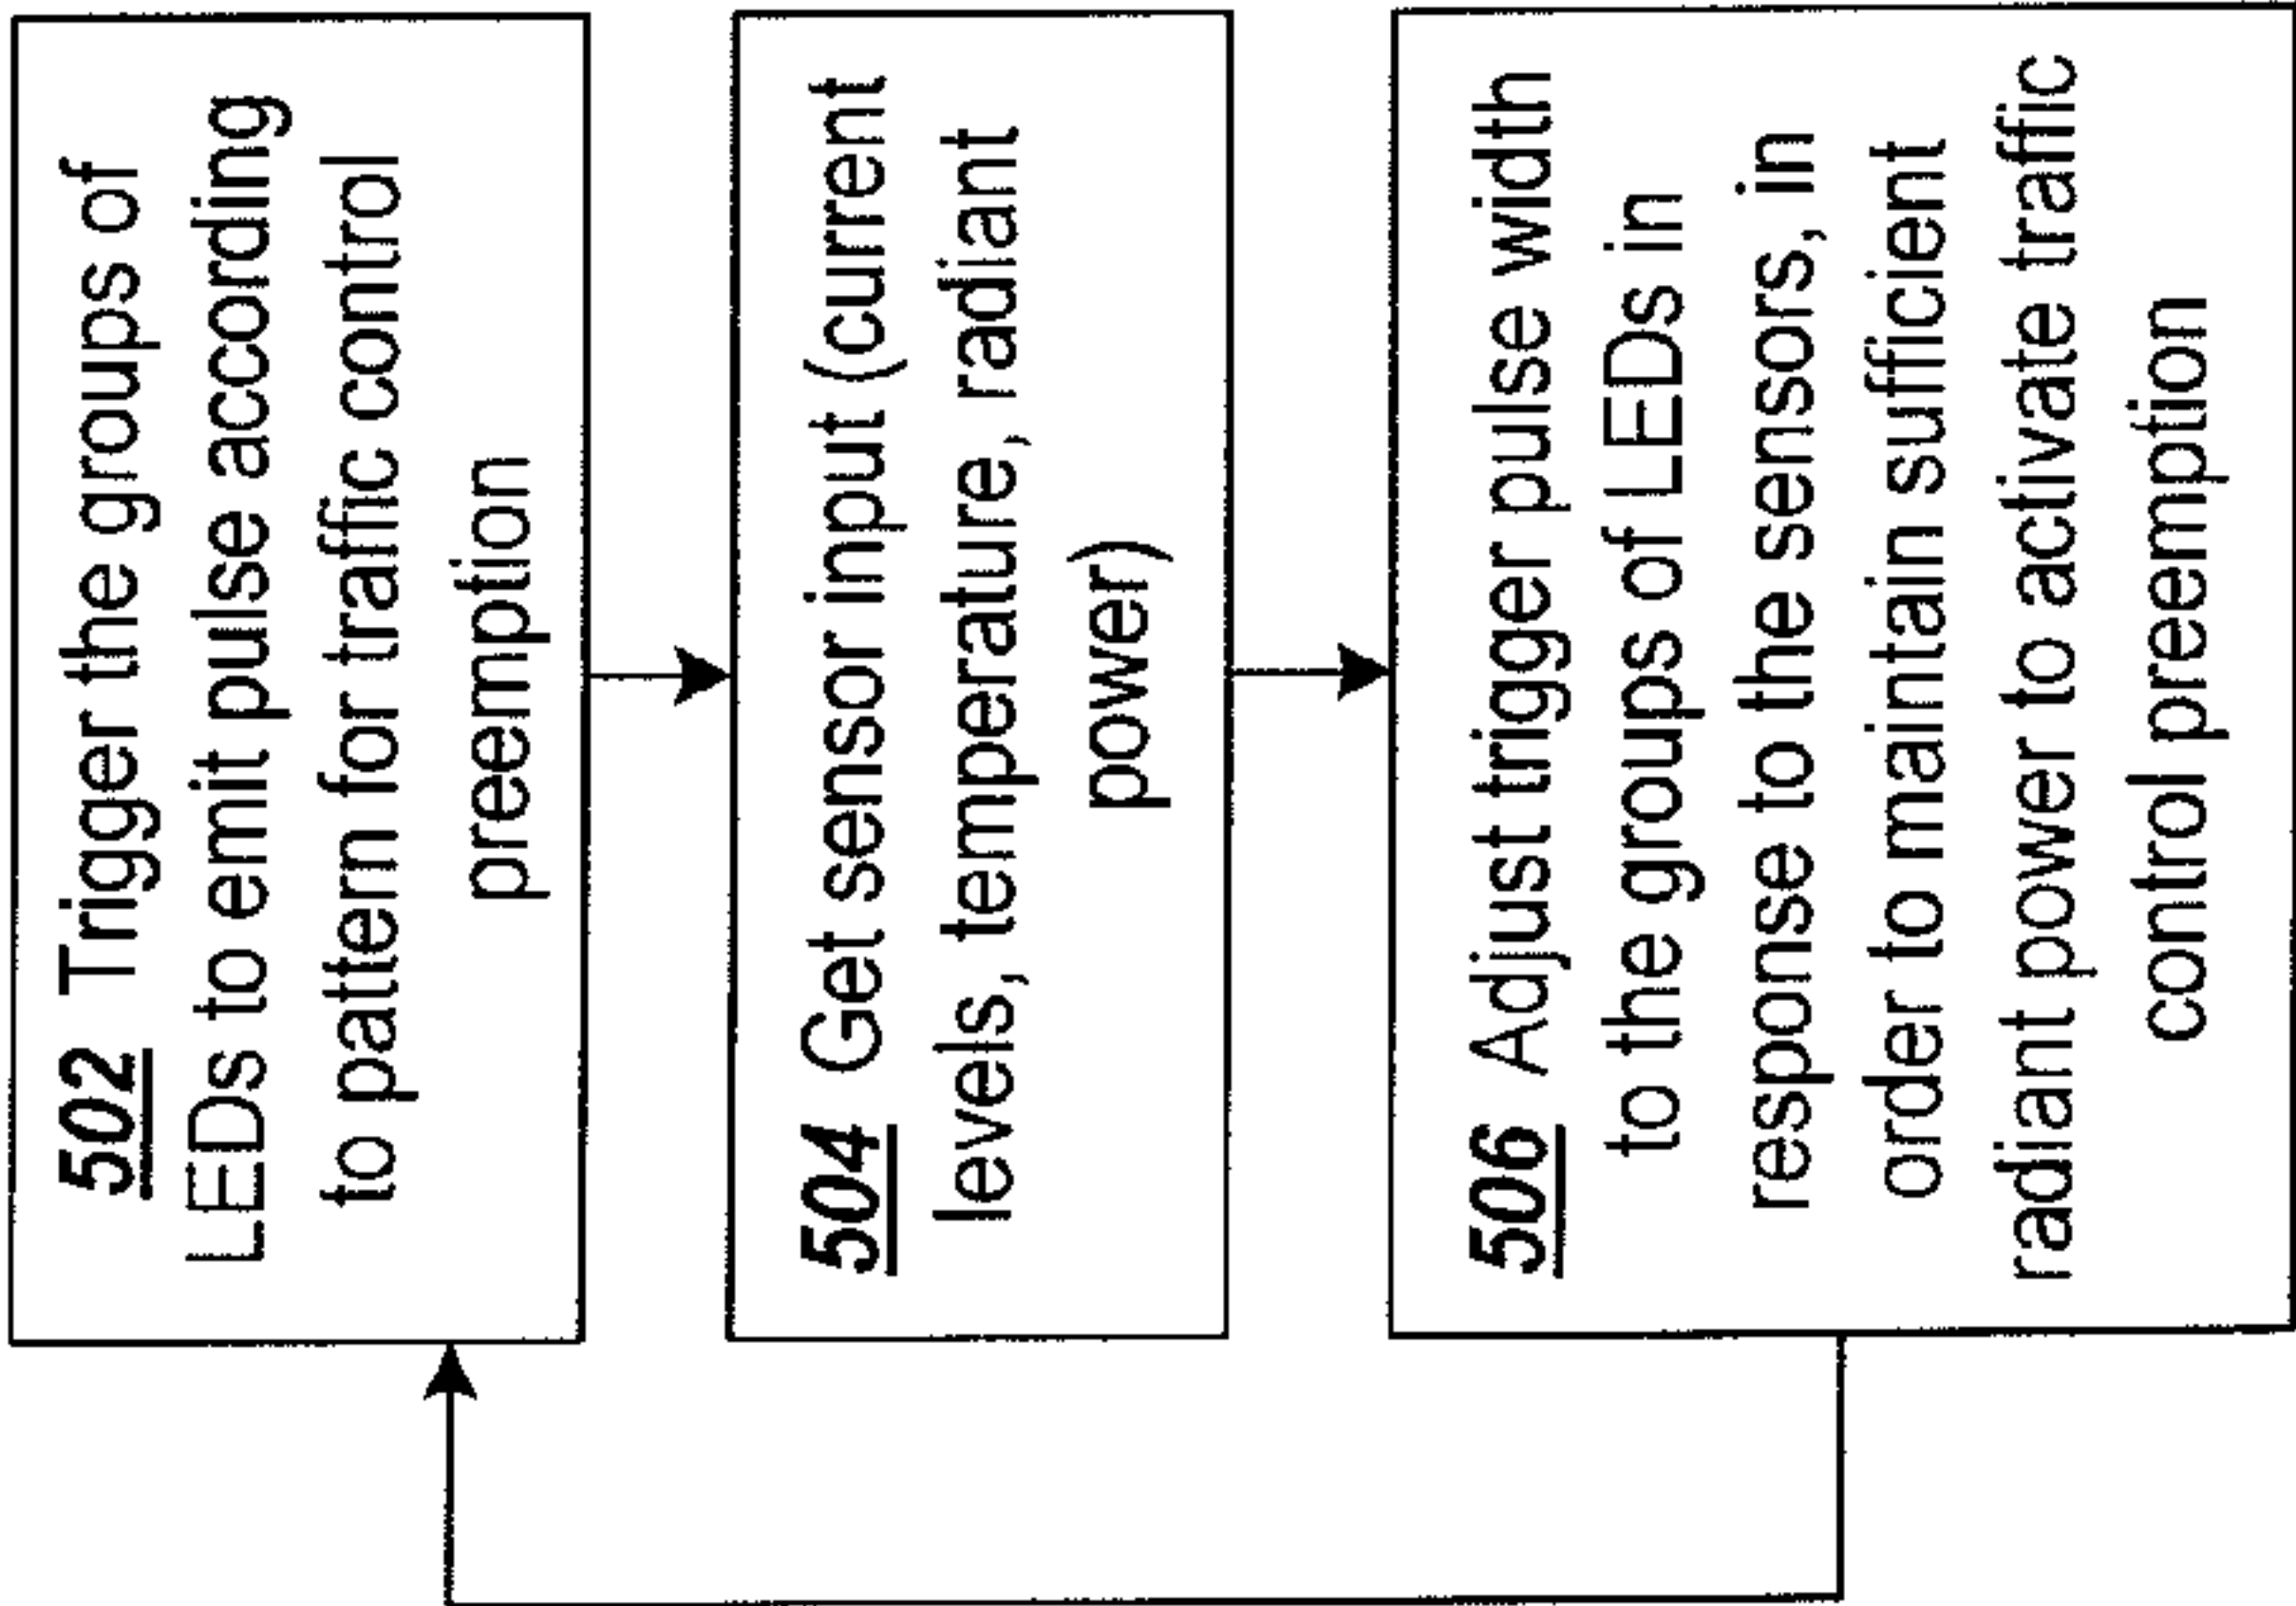 502 Trigger the groups of
LEDs to emit pulse according
to pattern for traffic control
preemption
504 Get sensor input (current
levels, temperature, radiant
power)
506 Adjust trigger pulse width
to the groups of LEDs in
response to the sensors, in
order to maintain sufficient
radiant power to activate traffic
control preemption